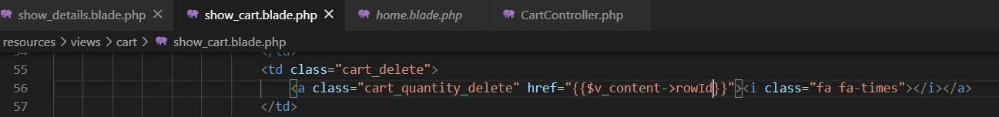 show_details.blade.php
show_cart.blade.php
home.blade.php
CartController.php
resources > views > cart > show_cart.blade.php
54 </td>
55 <td class="cart_delete">
56 <a class="cart_quantity_delete" href="{{$v_content->rowId}}"><i class="fa fa-times"></i></a>
57 </td>